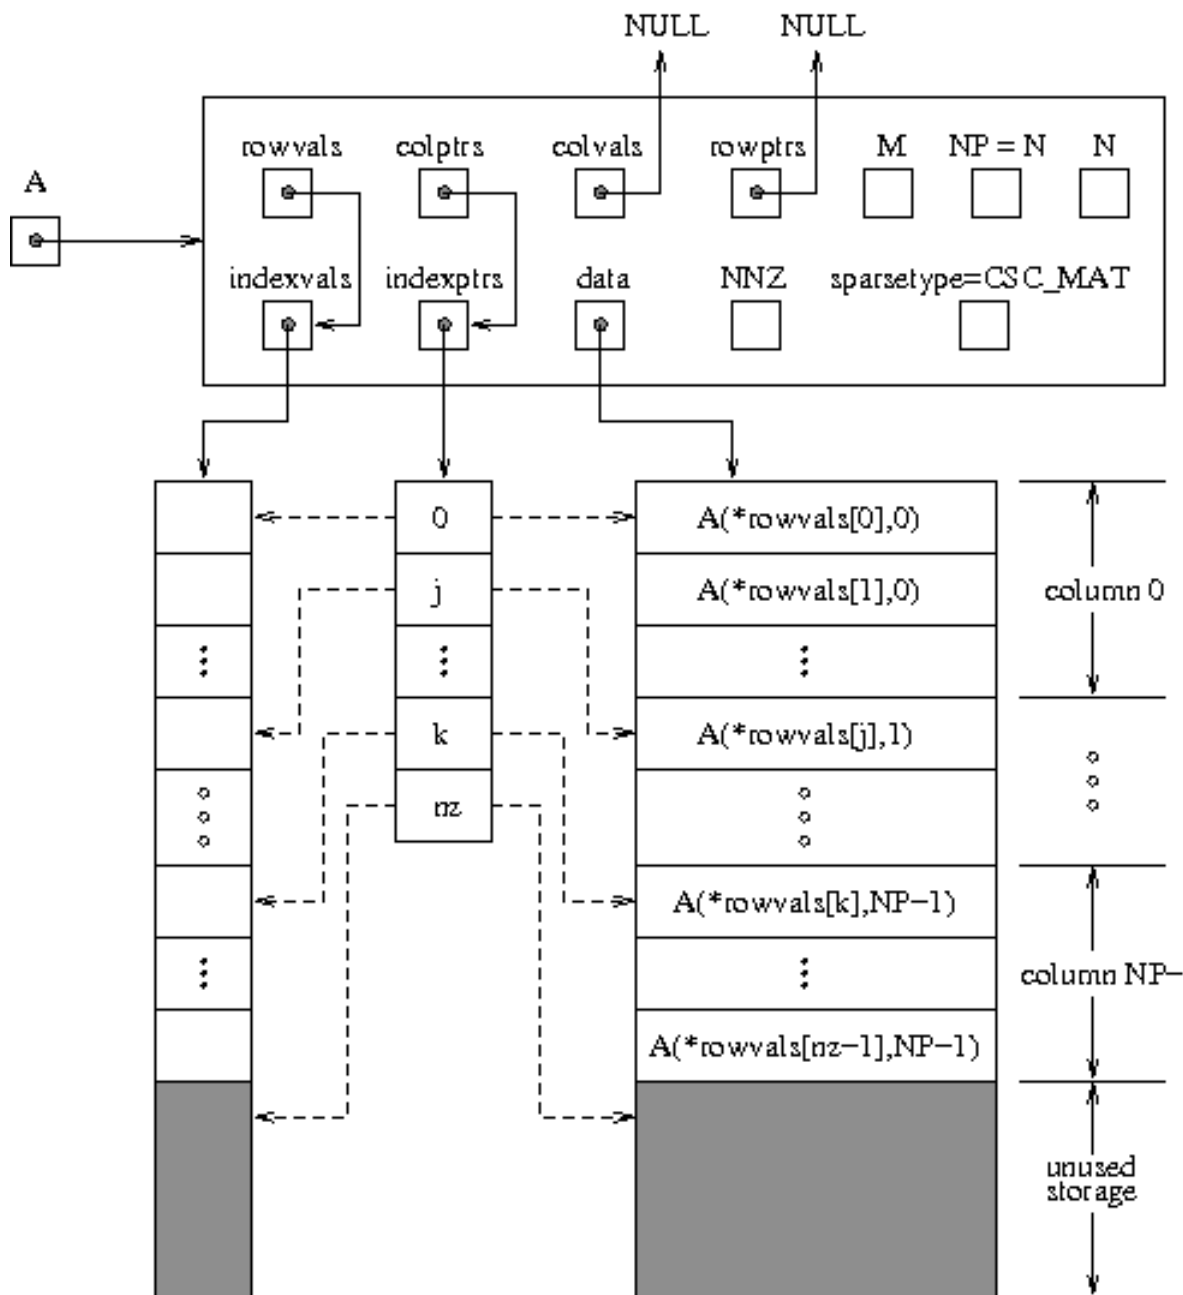 NULL NULL
rowvals colptrs colvals rowptrs M NP = N N
A
indexvals indexptrs data NNZ sparsetype=CSC_MAT
0 A(*rowvals[0],0)
j A(*rowvals[1],0) column 0
k A(*rowvals[j],1)
nz
A(*rowvals[k],NP−1)
column NP−
A(*rowvals[nz−1],NP−1)
unused
storage